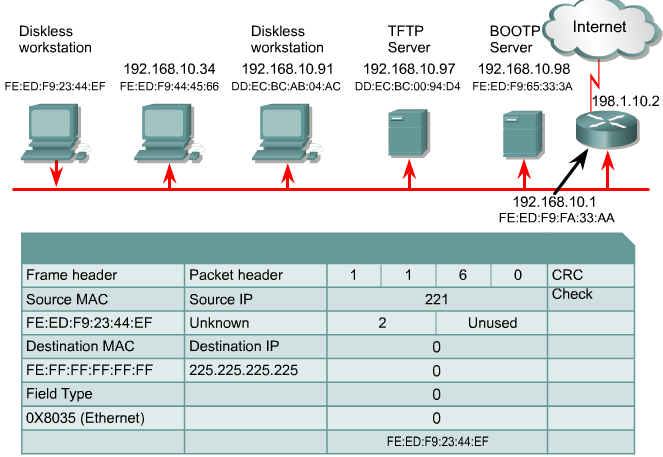 Diskless
workstation
FE:ED:F9:23:44:EF
192.168.10.34
FE:ED:F9:44:45:66
Diskless
workstation
192.168.10.91
DD:EC:BC:AB:04:AC
TFTP
Server
192.168.10.97
DD:EC:BC:00:94:D4
BOOTP
Server
192.168.10.98
FE:ED:F9:65:33:3A
Internet
198.1.10.2
192.168.10.1
FE:ED:F9:FA:33:AA
Frame header Packet header 1 1 6 0 CRC
Check
Source MAC Source IP 221
FE:ED:F9:23:44:EF Unknown 2 Unused
Destination MAC Destination IP 0
FE:FF:FF:FF:FF:FF 225.225.225.225 0
Field Type 0
0X8035 (Ethernet) 0
FE:ED:F9:23:44:EF